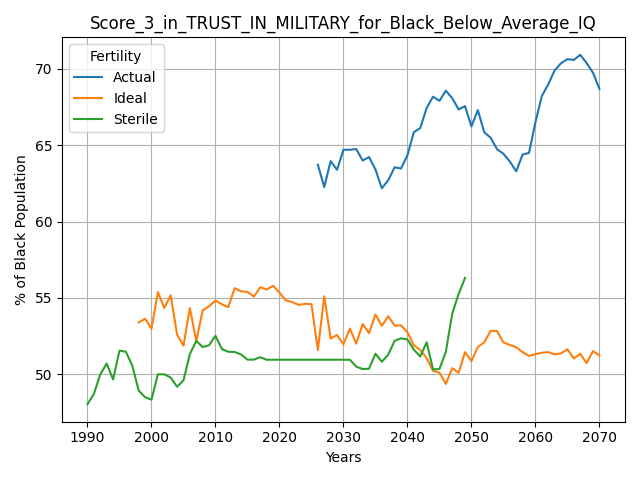 Score_3_in_TRUST_IN_MILITARY_for_Black_Below_Average_IQ
Fertility
Actual
Ideal
Sterile
% of Black Population
70
65
60
55
50
1990
2000
2010
2020
2030
2040
2050
2060
2070
Years